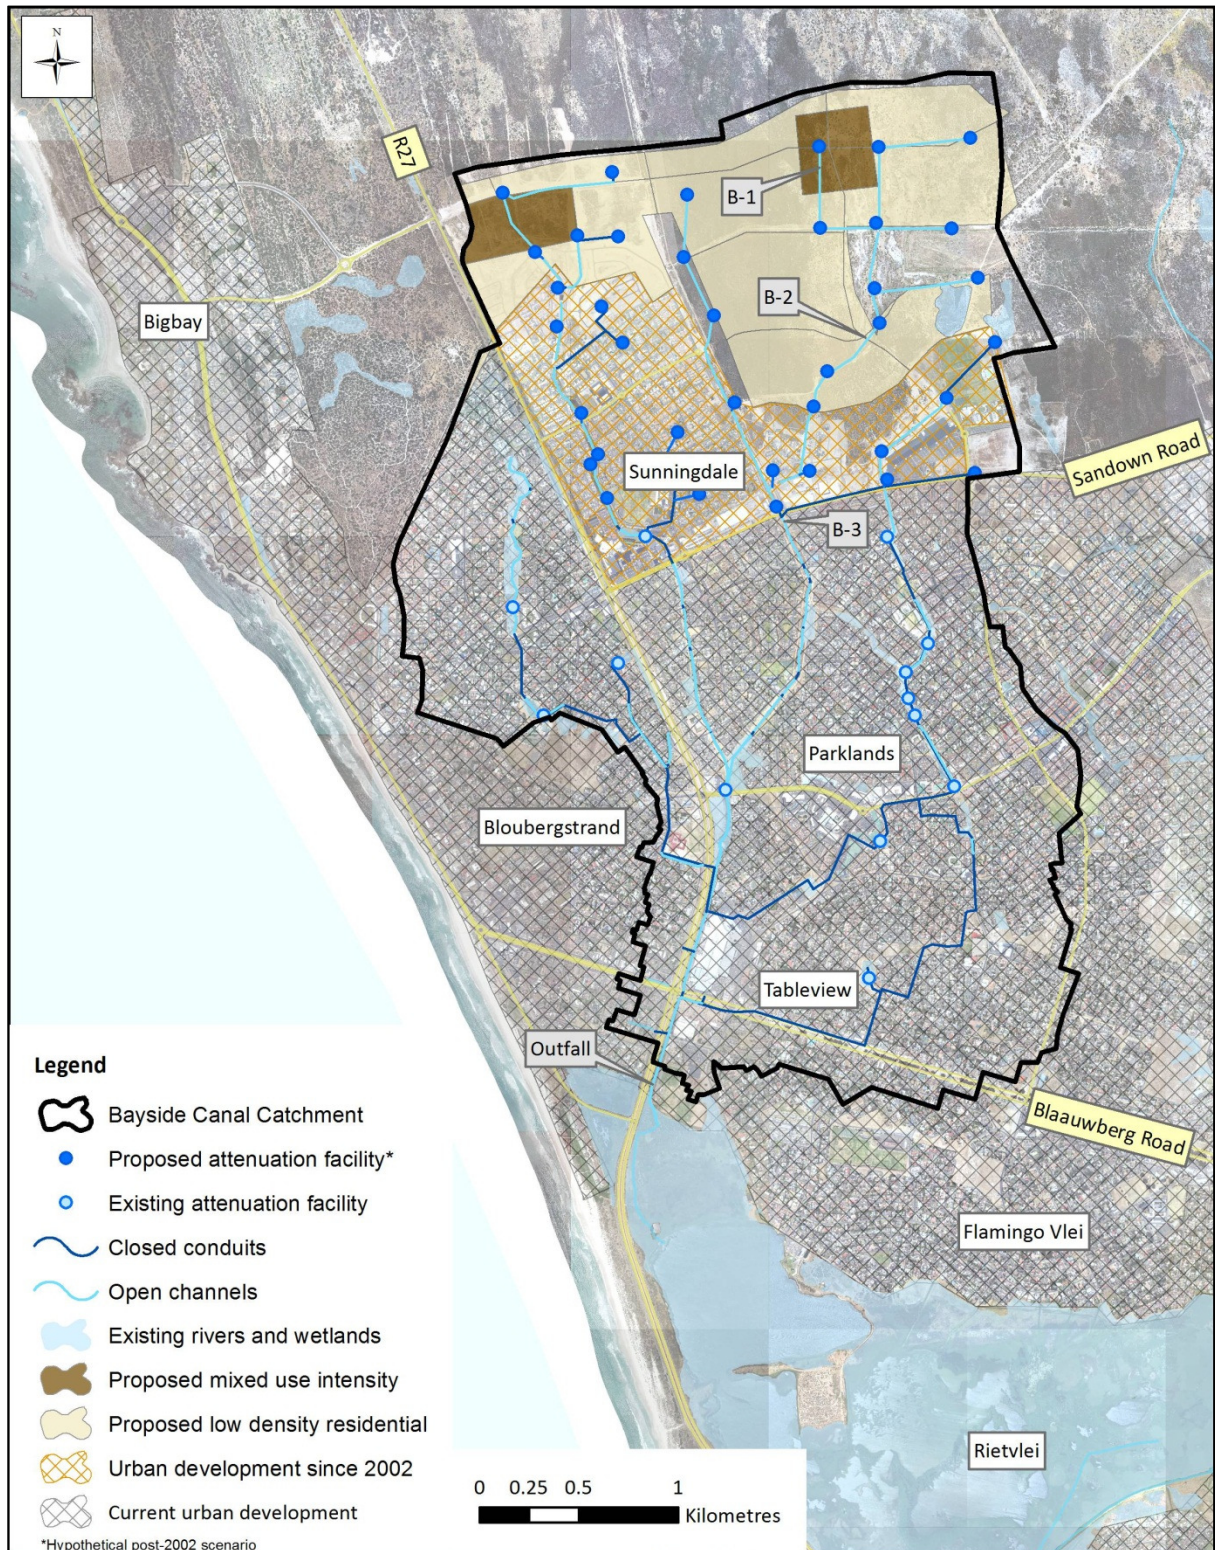 N
R27
B-1
B-2
Bigbay
Sandown Road
Sunningdale
B-3
Parklands
Bloubergstrand
Tableview
Outfall
Blaauwberg Road
Flamingo Vlei
Rietvlei
Legend
Bayside Canal Catchment
Proposed attenuation facility*
Existing attenuation facility
Closed conduits
Open channels
Existing rivers and wetlands
Proposed mixed use intensity
Proposed low density residential
Urban development since 2002
Current urban development
*Hypothetical post-2002 scenario
0 0.25 0.5 1
Kilometres